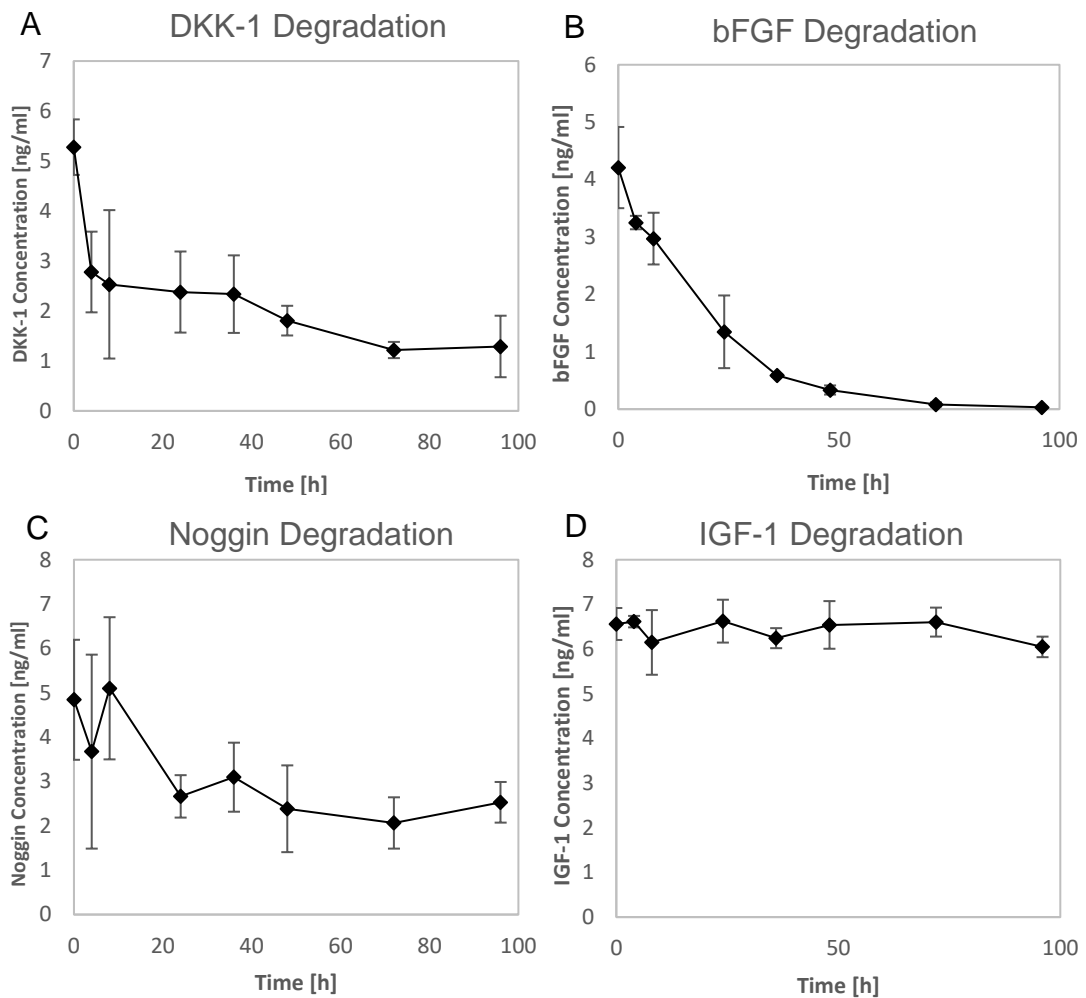 A
DKK-1 Degradation
DKK-1 Concentration [ng/ml]
7
6
5
4
3
2
1
0
0 20 40 60 80 100
Time [h]
B
bFGF Degradation
bFGF Concentration [ng/ml]
6
5
4
3
2
1
0
0 50 100
Time [h]
C
Noggin Degradation
Noggin Concentration [ng/ml]
8
7
6
5
4
3
2
1
0
0 20 40 60 80 100
Time [h]
D
IGF-1 Degradation
IGF-1 Concentration [ng/ml]
8
7
6
5
4
3
2
1
0
0 50 100
Time [h]